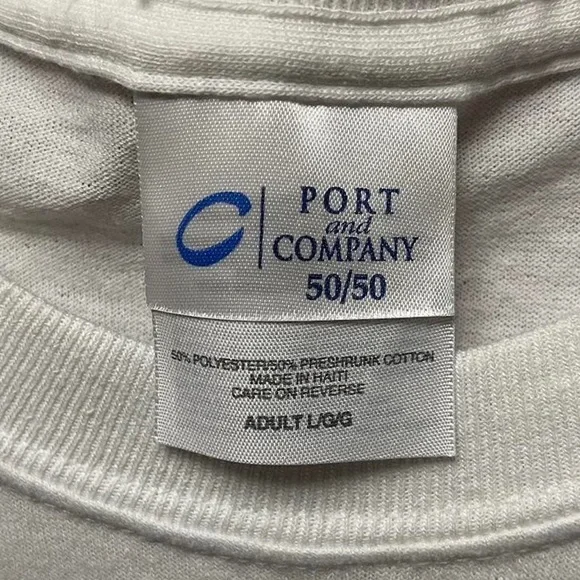 PORT
and
COMPANY
50/50
50% POLYESTER/50% PRESHRUNK COTTON
MADE IN HAITI
CARE ON REVERSE
ADULT L/G/G